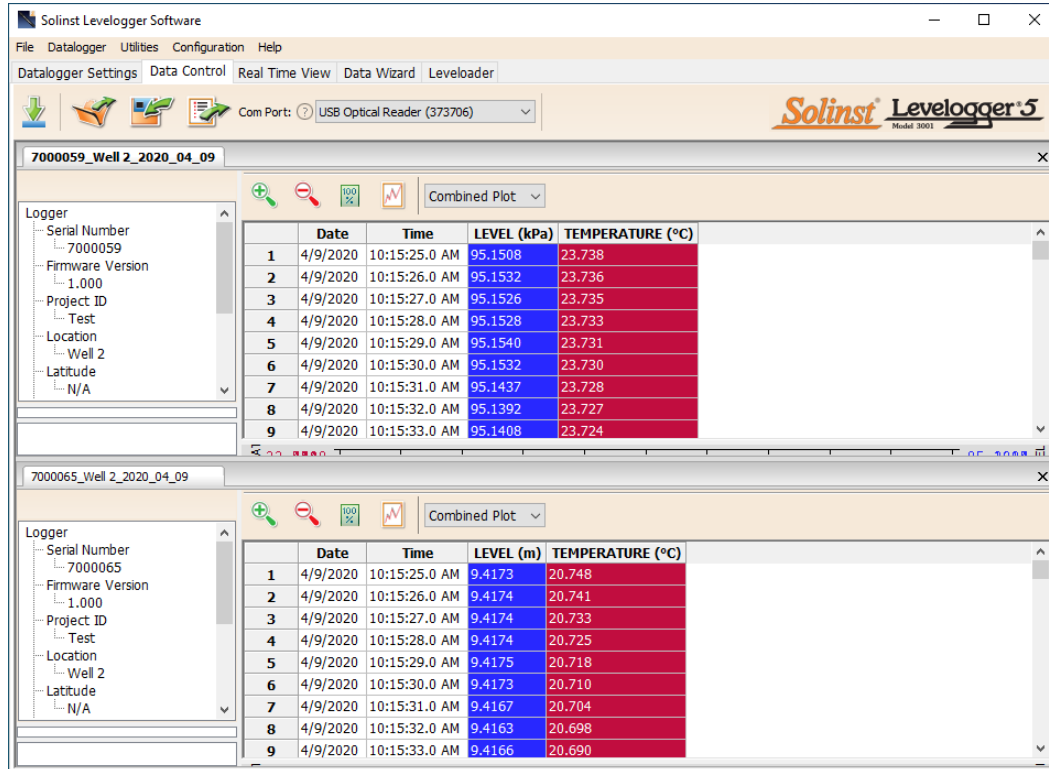 Solinst Levelogger Software
File Datalogger Utilities Configuration Help
Datalogger Settings Data Control Real Time View Data Wizard Leveloader
Com Port: ? USB Optical Reader (373706)
Solinst® Levelogger®5
Model 3001
7000059_Well 2_2020_04_09
100 %
Combined Plot
Logger
Serial Number
7000059
Firmware Version
1.000
Project ID
Test
Location
Well 2
Latitude
N/A
Date Time LEVEL (kPa) TEMPERATURE (°C)
1 4/9/2020 10:15:25.0 AM 95.1508 23.738
2 4/9/2020 10:15:26.0 AM 95.1532 23.736
3 4/9/2020 10:15:27.0 AM 95.1526 23.735
4 4/9/2020 10:15:28.0 AM 95.1528 23.733
5 4/9/2020 10:15:29.0 AM 95.1540 23.731
6 4/9/2020 10:15:30.0 AM 95.1532 23.730
7 4/9/2020 10:15:31.0 AM 95.1437 23.728
8 4/9/2020 10:15:32.0 AM 95.1392 23.727
9 4/9/2020 10:15:33.0 AM 95.1408 23.724
7000065_Well 2_2020_04_09
100 %
Combined Plot
Logger
Serial Number
7000065
Firmware Version
1.000
Project ID
Test
Location
Well 2
Latitude
N/A
Date Time LEVEL (m) TEMPERATURE (°C)
1 4/9/2020 10:15:25.0 AM 9.4173 20.748
2 4/9/2020 10:15:26.0 AM 9.4174 20.741
3 4/9/2020 10:15:27.0 AM 9.4174 20.733
4 4/9/2020 10:15:28.0 AM 9.4174 20.725
5 4/9/2020 10:15:29.0 AM 9.4175 20.718
6 4/9/2020 10:15:30.0 AM 9.4173 20.710
7 4/9/2020 10:15:31.0 AM 9.4167 20.704
8 4/9/2020 10:15:32.0 AM 9.4163 20.698
9 4/9/2020 10:15:33.0 AM 9.4166 20.690